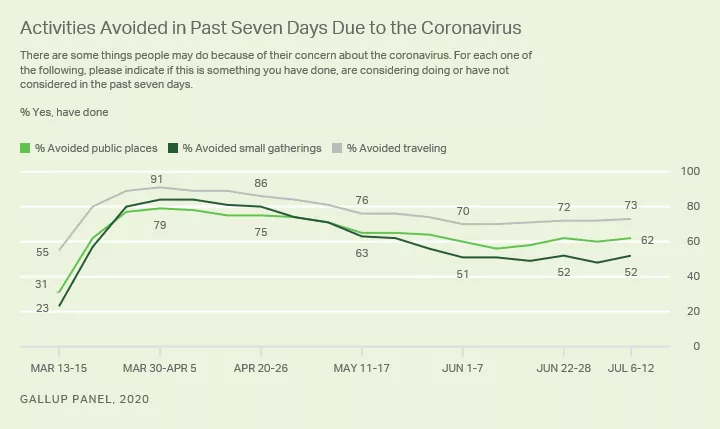 Activities Avoided in Past Seven Days Due to the Coronavirus
There are some things people may do because of their concern about the coronavirus. For each one of
the following, please indicate if this is something you have done, are considering doing or have not
considered in the past seven days.
% Yes, have done
% Avoided public places % Avoided small gatherings % Avoided traveling
100
80
60
40
20
0
55
91
86
76
70
72
73
31
79
75
62
23
63
51
52
52
MAR 13-15 MAR 30-APR 5 APR 20-26 MAY 11-17 JUN 1-7 JUN 22-28 JUL 6-12
GALLUP PANEL, 2020